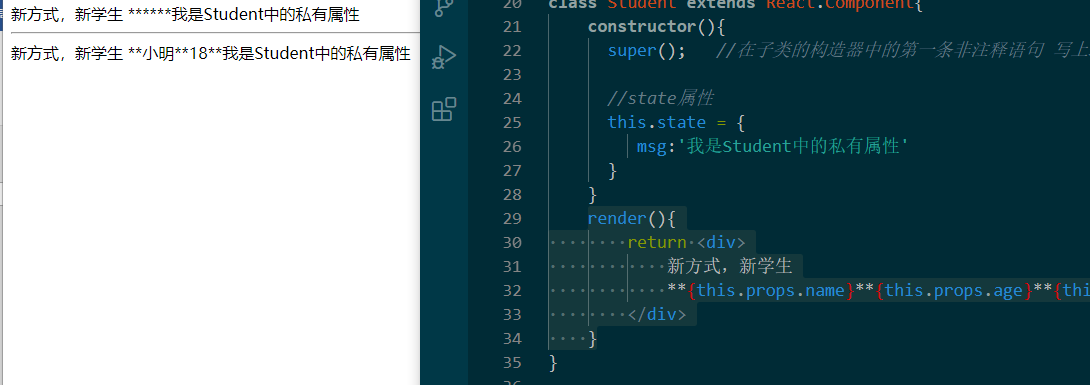 新方式，新学生 ******我是Student中的私有属性
新方式，新学生 **小明**18**我是Student中的私有属性
20 class Student extends React.Component{
21 constructor(){
22 super(); //在子类的构造器中的第一条非注释语句 写上
23
24 //state属性
25 this.state = {
26 msg:'我是Student中的私有属性'
27 }
28 }
29 render(){
30 return <div>
31 新方式，新学生
32 **{this.props.name}**{this.props.age}**{thi
33 </div>
34 }
35 }